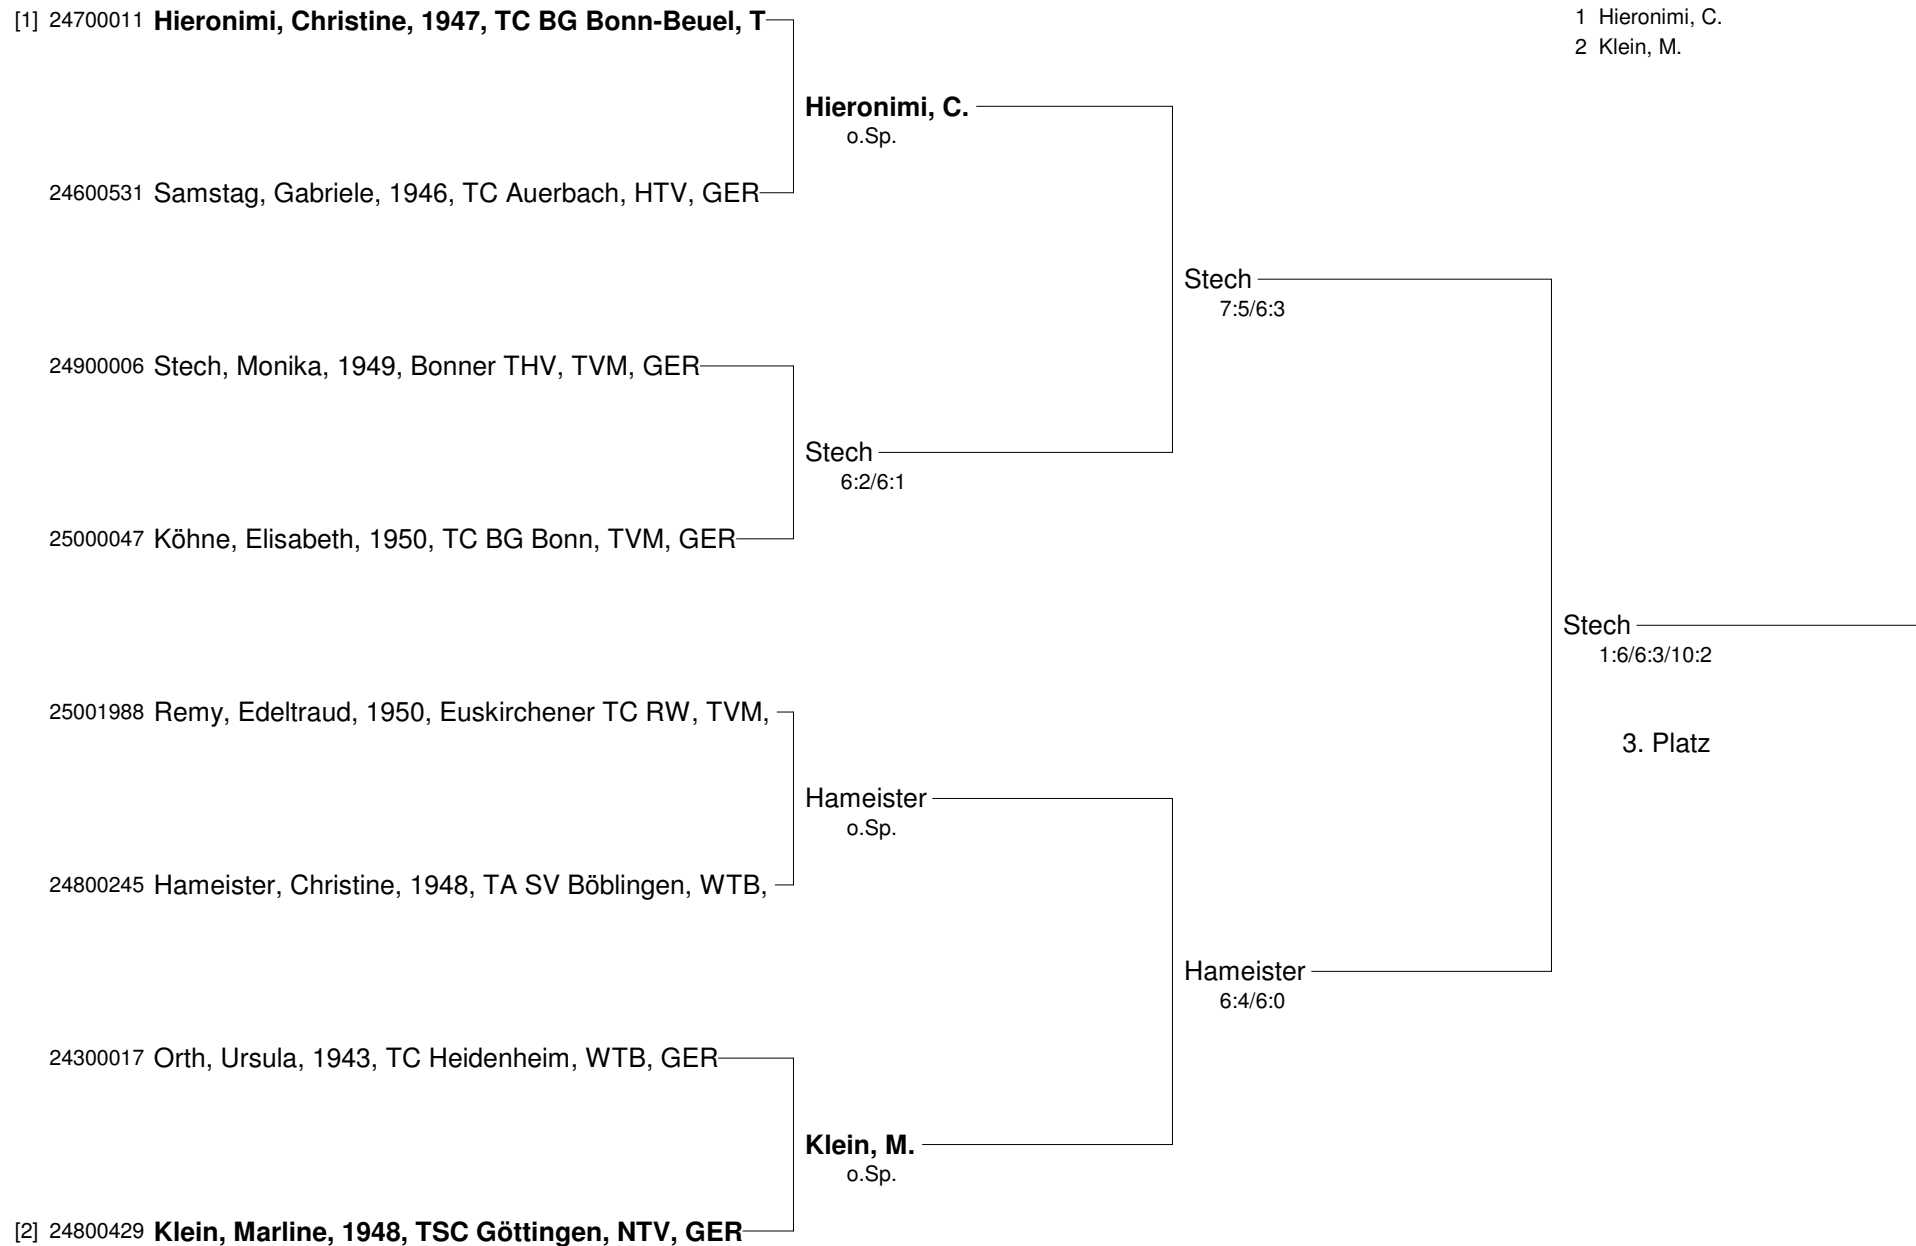 [1] 24700011 Hieronimi, Christine, 1947, TC BG Bonn-Beuel, T
1 Hieronimi, C.
2 Klein, M.
Hieronimi, C.
o.Sp.
24600531 Samstag, Gabriele, 1946, TC Auerbach, HTV, GER
Stech
7:5/6:3
24900006 Stech, Monika, 1949, Bonner THV, TVM, GER
Stech
6:2/6:1
25000047 Köhne, Elisabeth, 1950, TC BG Bonn, TVM, GER
Stech
1:6/6:3/10:2
25001988 Remy, Edeltraud, 1950, Euskirchener TC RW, TVM,
3. Platz
Hameister
o.Sp.
24800245 Hameister, Christine, 1948, TA SV Böblingen, WTB,
Hameister
6:4/6:0
24300017 Orth, Ursula, 1943, TC Heidenheim, WTB, GER
Klein, M.
o.Sp.
[2] 24800429 Klein, Marline, 1948, TSC Göttingen, NTV, GER